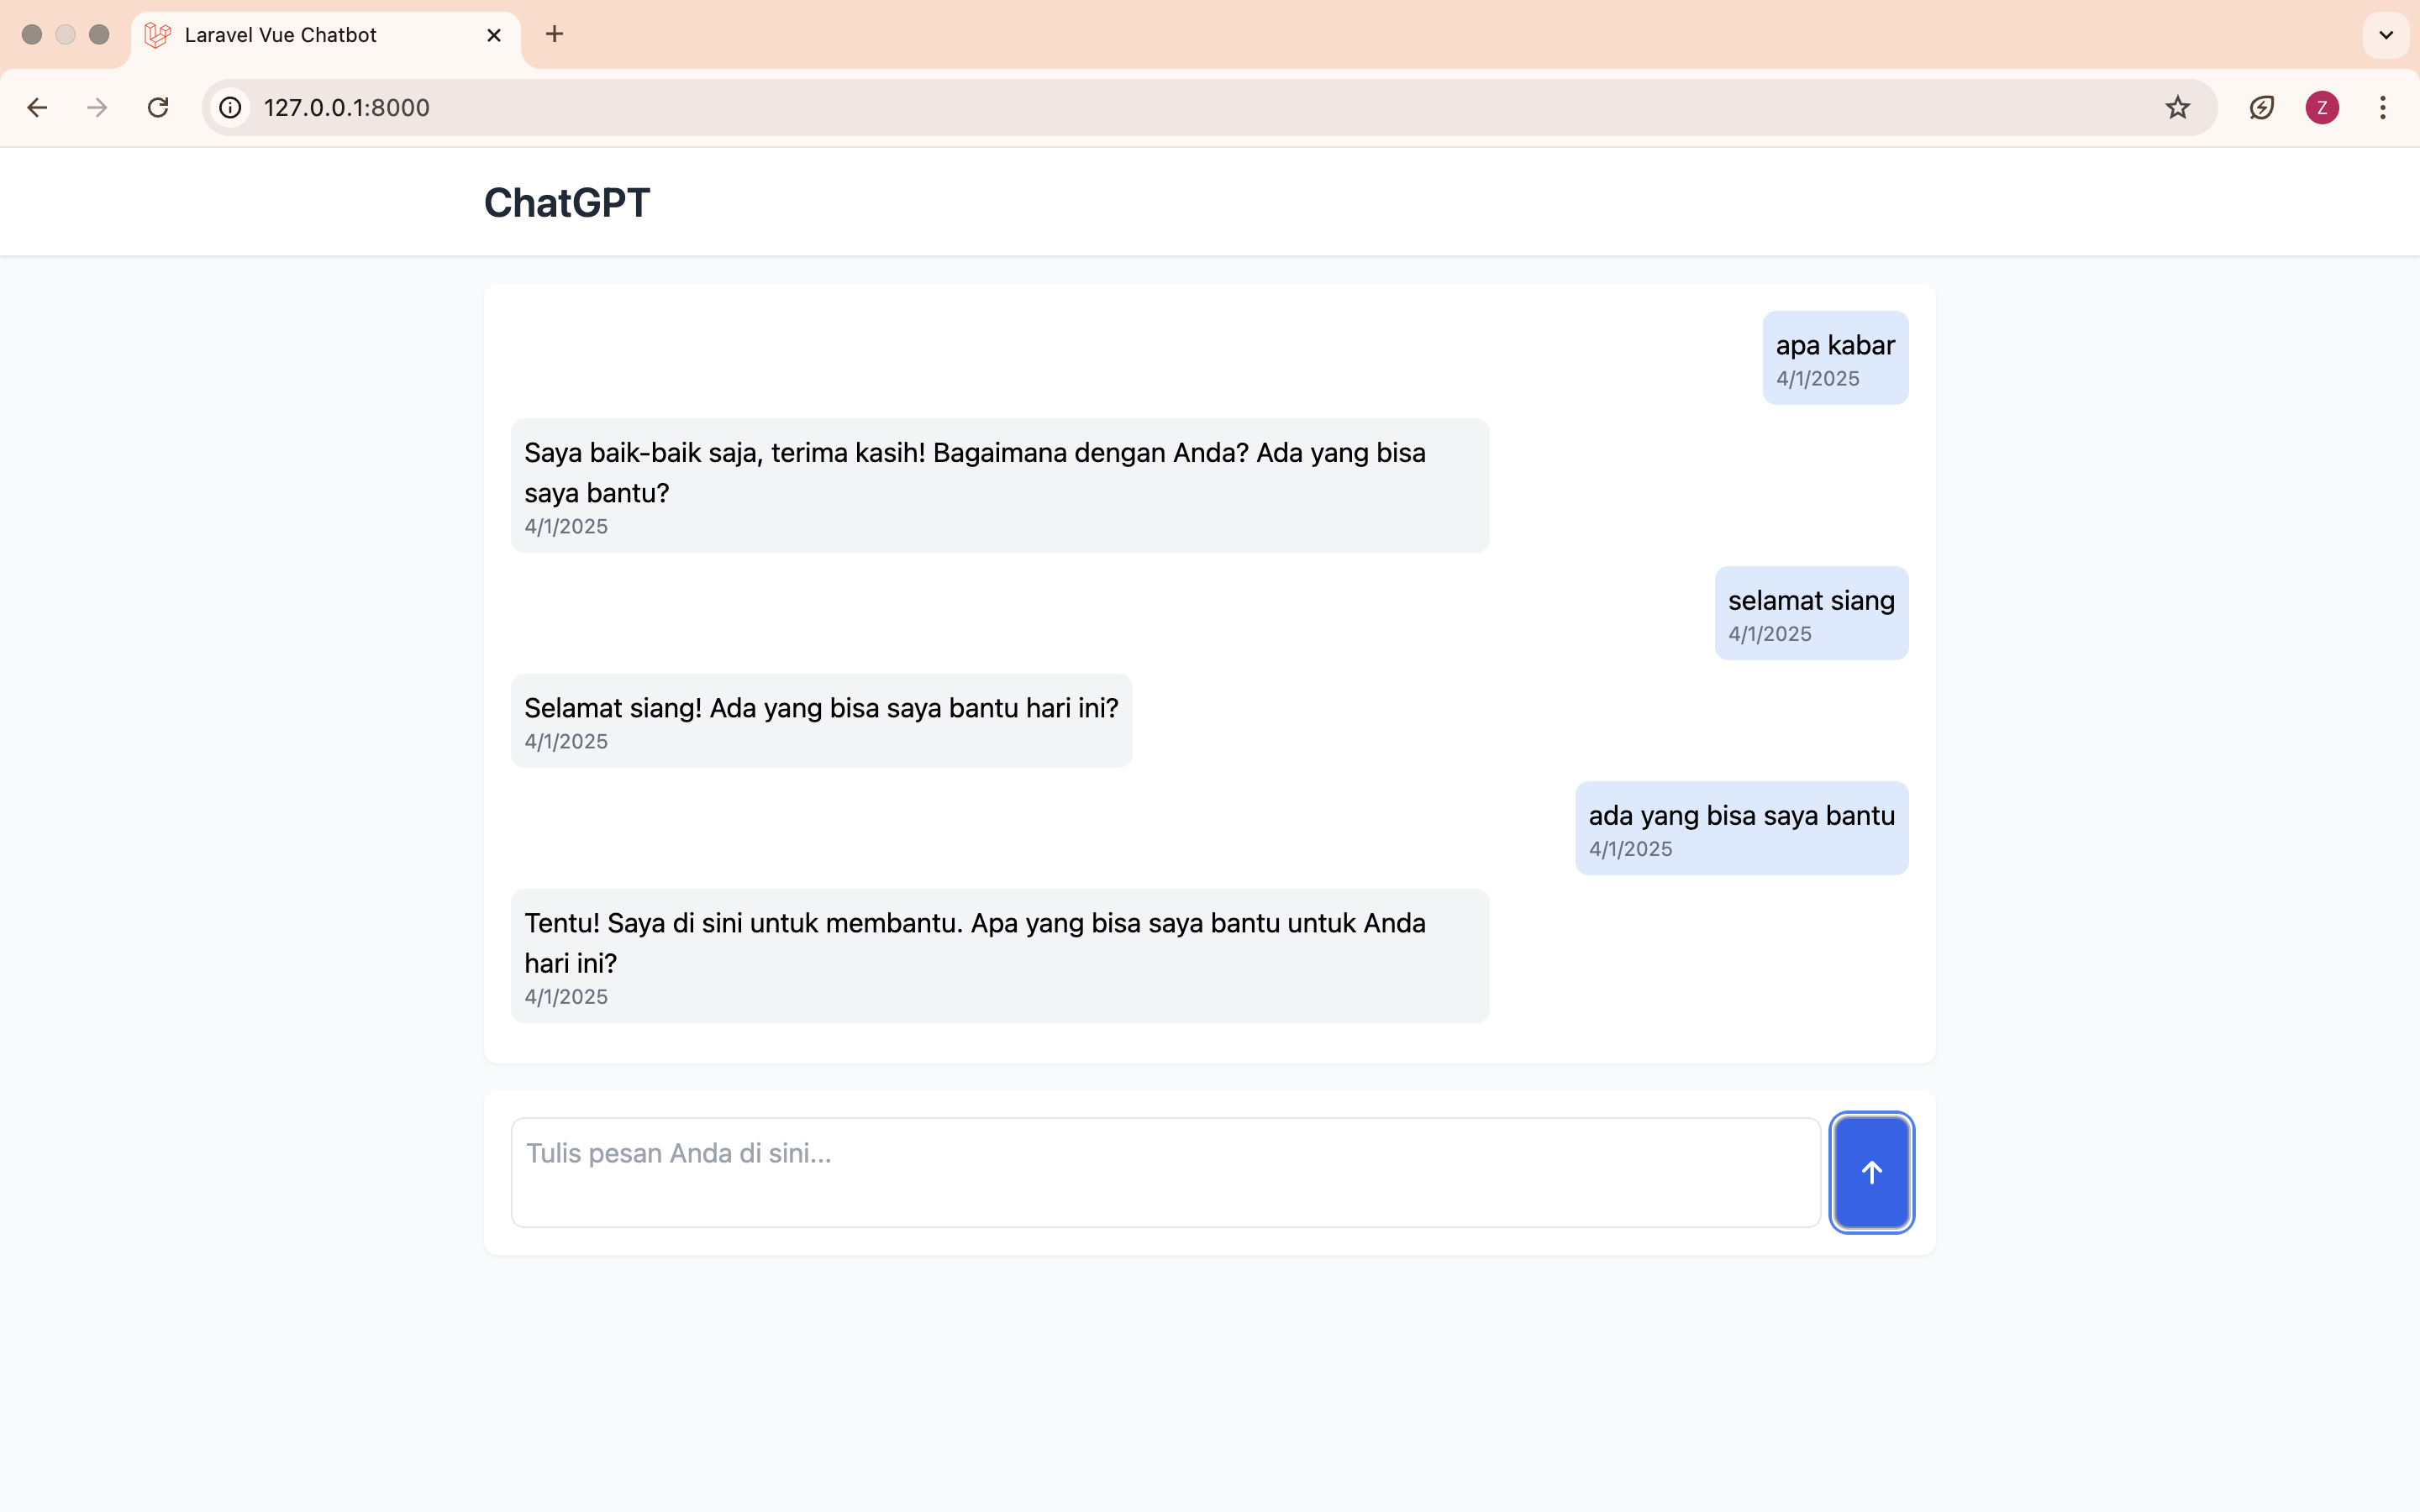 Laravel Vue Chatbot
127.0.0.1:8000
Z
ChatGPT
apa kabar
4/1/2025
Saya baik-baik saja, terima kasih! Bagaimana dengan Anda? Ada yang bisa
saya bantu?
4/1/2025
selamat siang
4/1/2025
Selamat siang! Ada yang bisa saya bantu hari ini?
4/1/2025
ada yang bisa saya bantu
4/1/2025
Tentu! Saya di sini untuk membantu. Apa yang bisa saya bantu untuk Anda
hari ini?
4/1/2025
Tulis pesan Anda di sini...